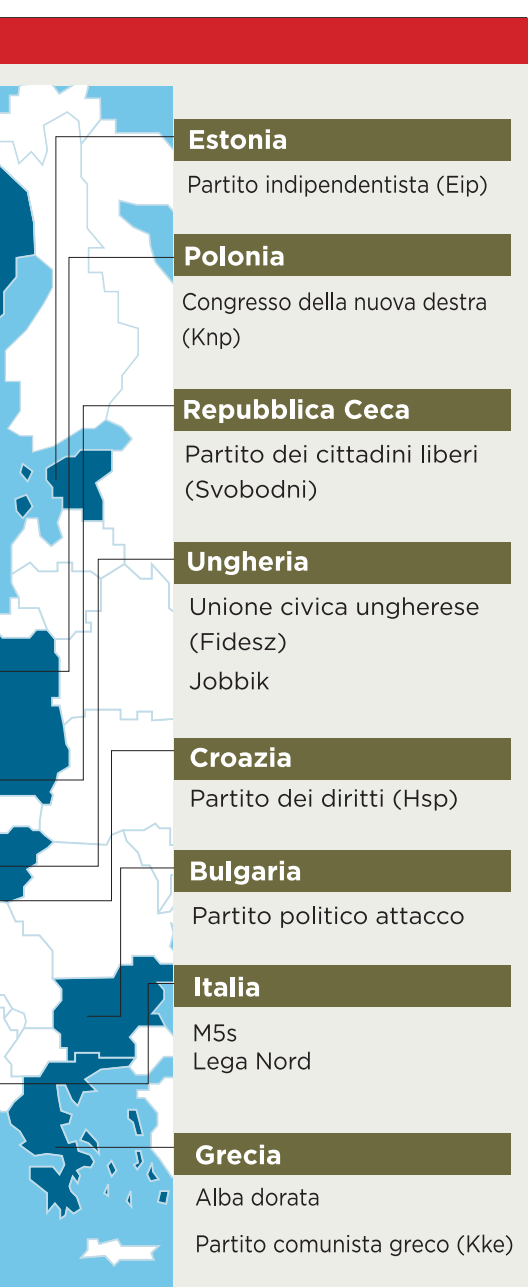 Estonia
Partito indipendentista (Eip)
Polonia
Congresso della nuova destra
(Knp)
Repubblica Ceca
Partito dei cittadini liberi
(Svobodni)
Ungheria
Unione civica ungherese
(Fidesz)
Jobbik
Croazia
Partito dei diritti (Hsp)
Bulgaria
Partito politico attacco
Italia
M5s
Lega Nord
Grecia
Alba dorata
Partito comunista greco (Kke)